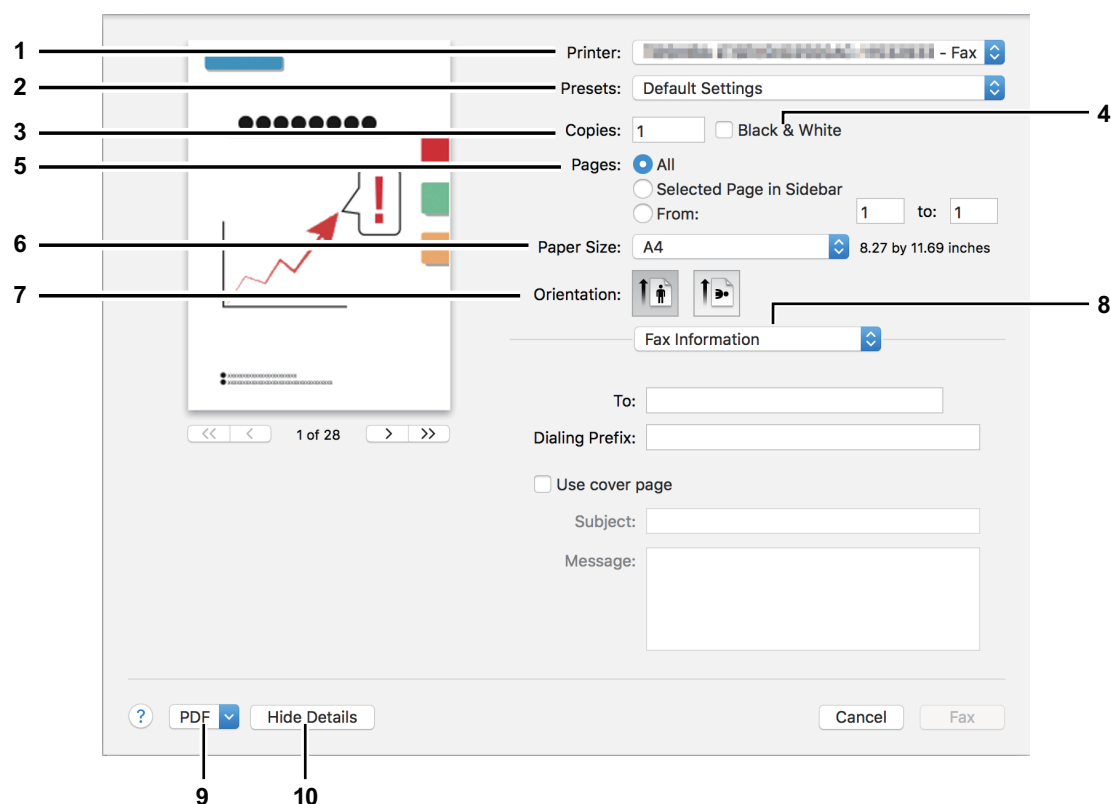 1
Printer:
- Fax
2
Presets:
Default Settings
3
Copies:
1
Black & White
4
5
Pages:
All
Selected Page in Sidebar
From:
1
to:
1
6
Paper Size:
A4
8.27 by 11.69 inches
7
Orientation:
8
Fax Information
To:
1 of 28
Dialing Prefix:
Use cover page
Subject:
Message:
?
PDF
Hide Details
Cancel
Fax
9
10